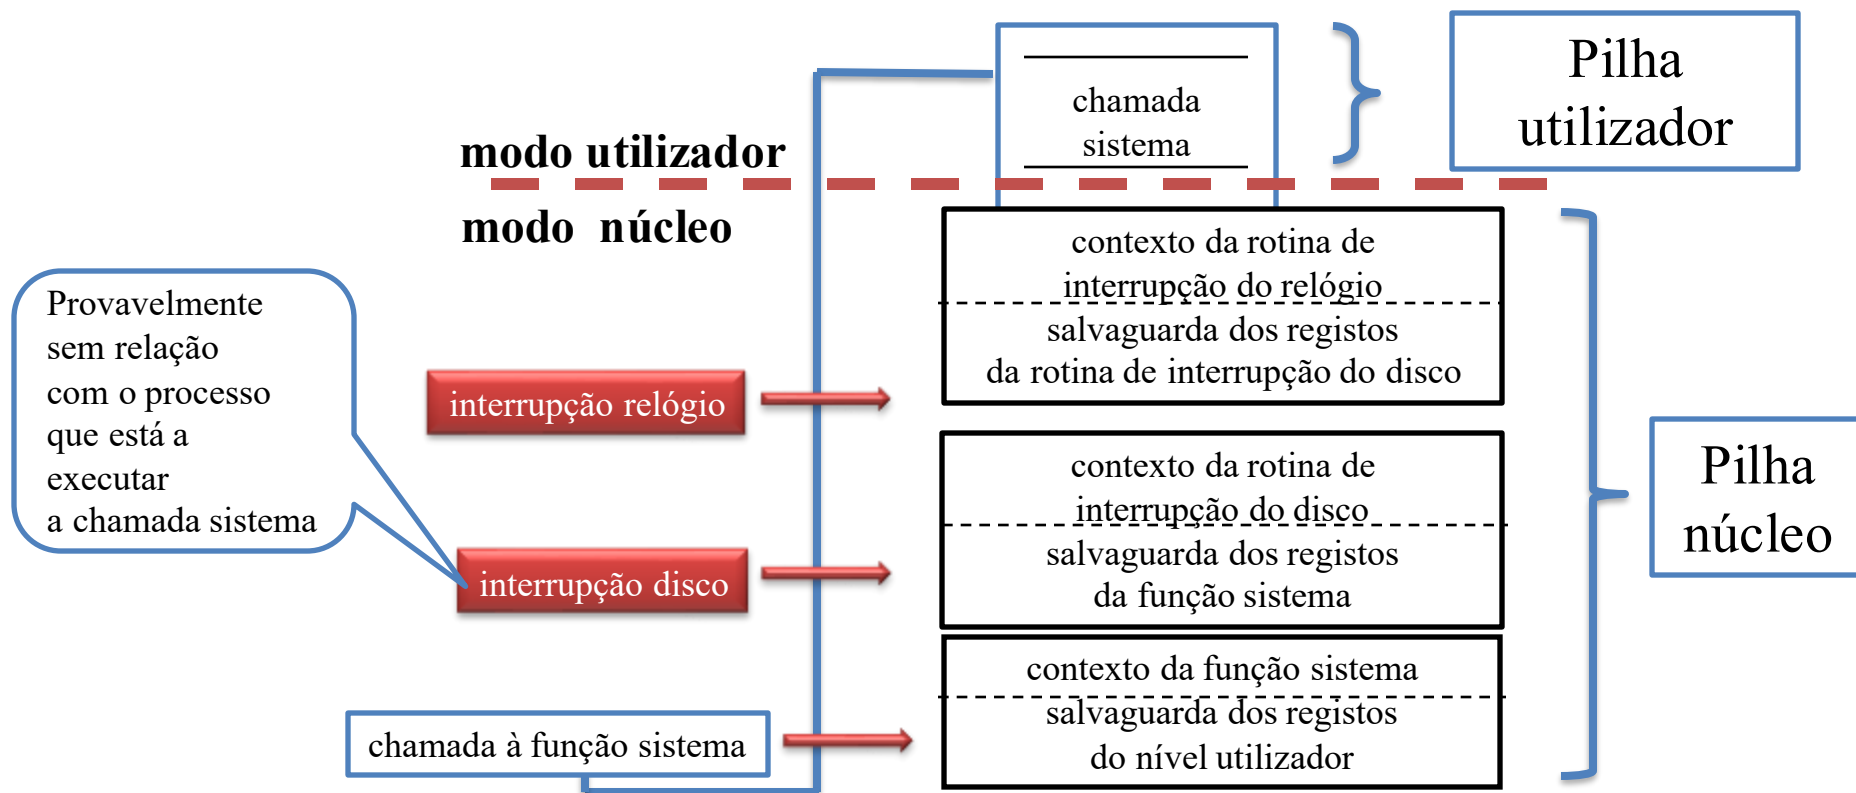 Pilha
utilizador
chamada
sistema
modo utilizador
modo núcleo
contexto da rotina de
interrupção do relógio
salvaguarda dos registos
da rotina de interrupção do disco
Provavelmente
sem relação
com o processo
que está a
executar
a chamada sistema
interrupção relógio
contexto da rotina de
interrupção do disco
salvaguarda dos registos
da função sistema
Pilha
núcleo
interrupção disco
contexto da função sistema
salvaguarda dos registos
do nível utilizador
chamada à função sistema